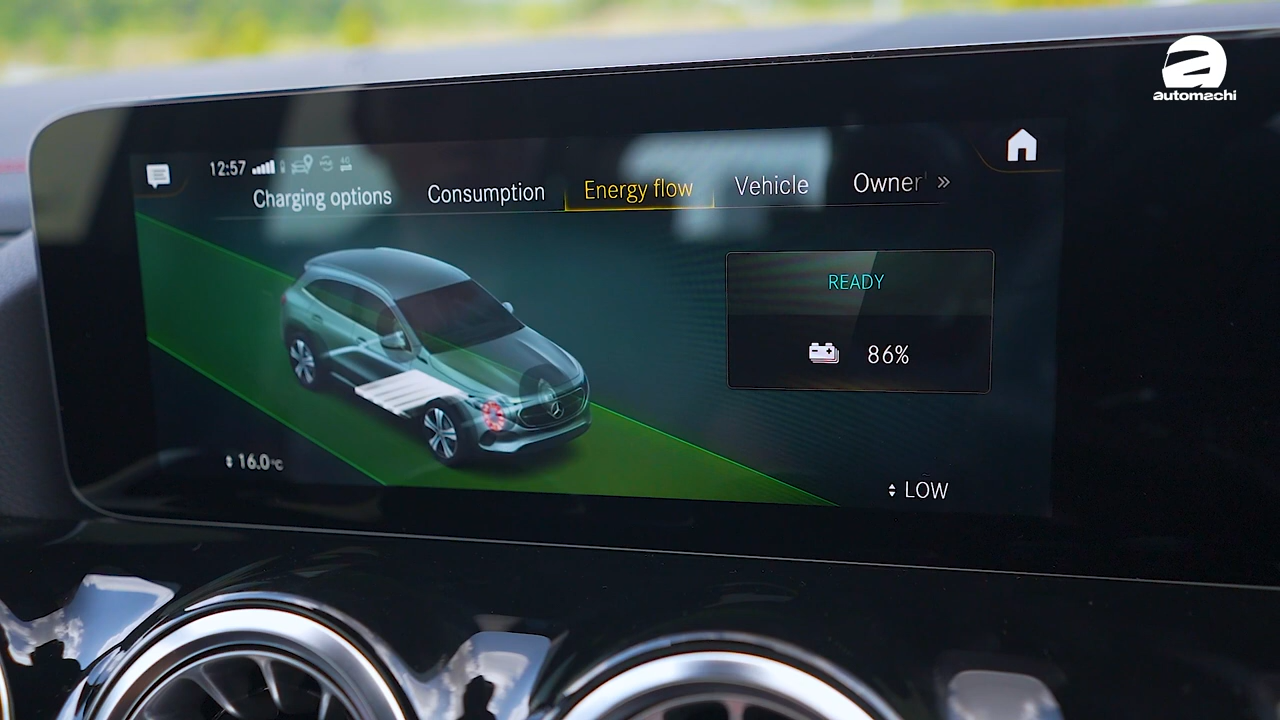 automachi
12:57
Charging options Consumption Energy flow Vehicle Owner »
READY
86%
16.0°C
LOW